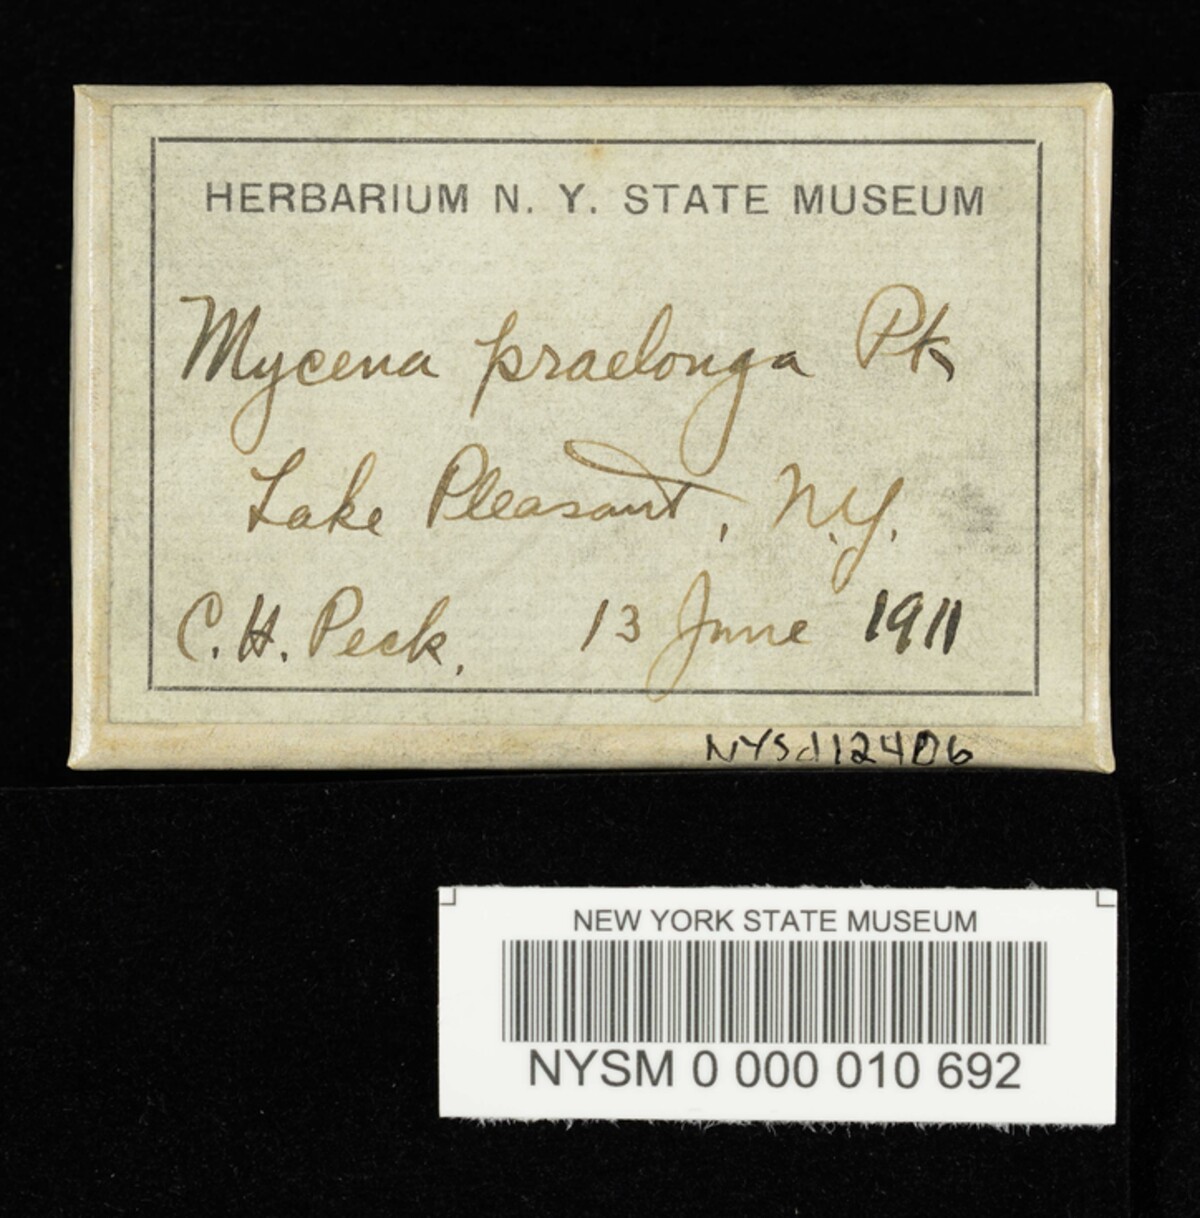 HERBARIUM N. Y. STATE MUSEUM
Mycena praelonga Pk
Lake Pleasant, N.Y.
C. H. Peck, 13 June 1911
NYSd12406
NEW YORK STATE MUSEUM
NYSM 0 000 010 692